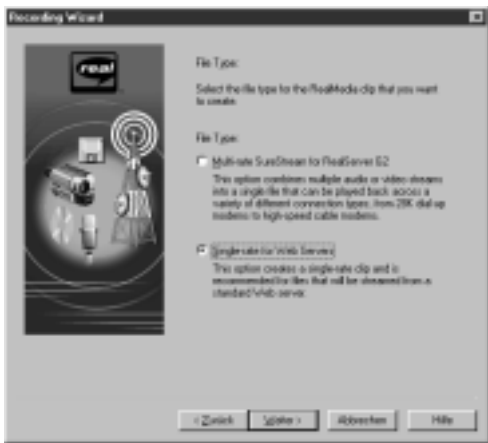 Recording Wizard
real
File Type:
Select the file type for the RealMedia clip that you want
to create.
File Type:
Multi-rate SureStream for RealServer G2
This option combines multiple audio or video streams
into a single file that can be played back across a
variety of different connection types, from 28K dial up
modems to high-speed cable modems.
Single-rate for Web Servers
This option creates a single-rate clip and is
recommended for files that will be streamed from a
standard Web server.
< Zurück
Weiter >
Abbrechen
Hilfe